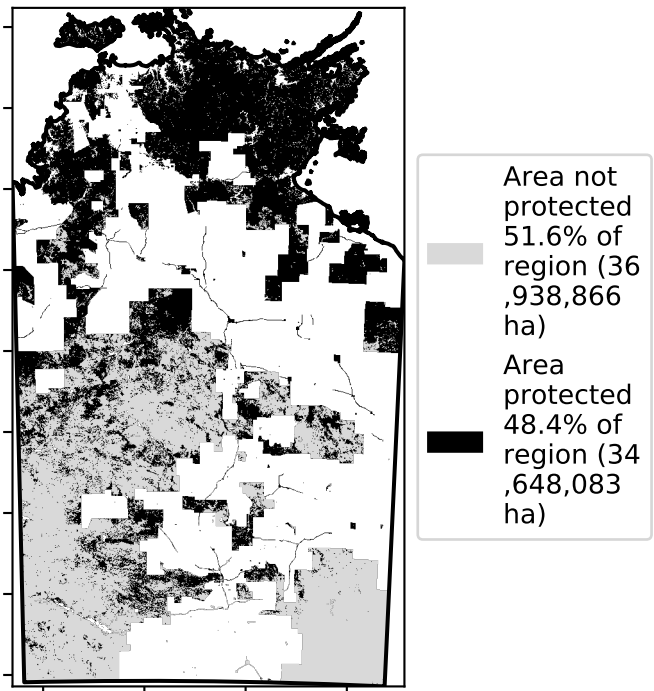 Area not
protected
51.6% of
region (36
,938,866
ha)
Area
protected
48.4% of
region (34
,648,083
ha)